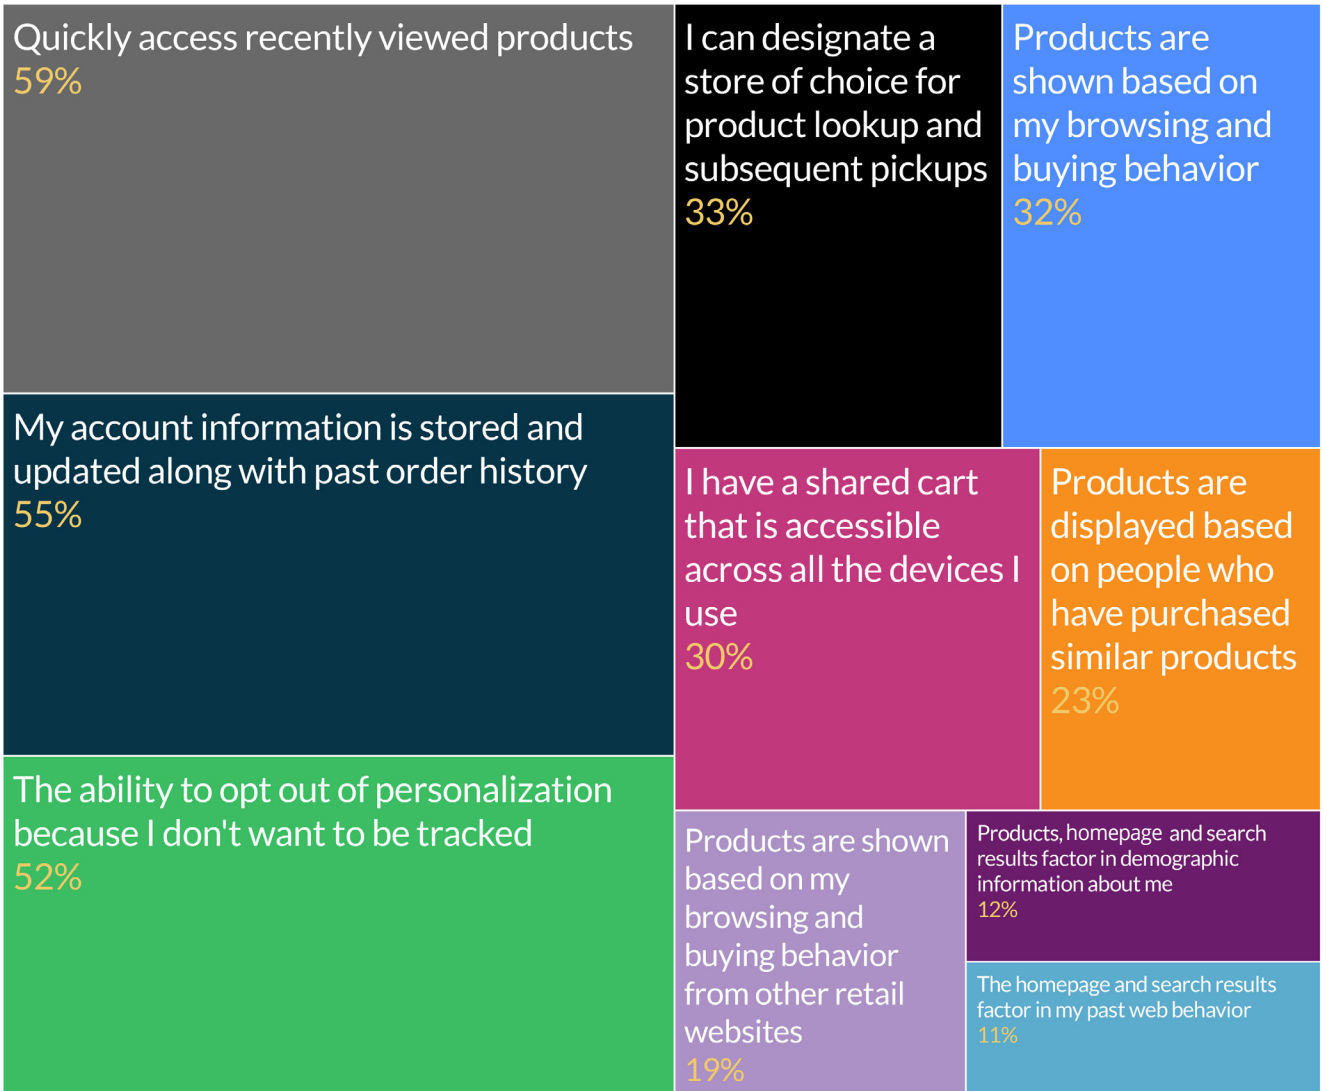 Quickly access recently viewed products
59%
My account information is stored and
updated along with past order history
55%
The ability to opt out of personalization
because I don't want to be tracked
52%
I can designate a
store of choice for
product lookup and
subsequent pickups
33%
Products are
shown based on
my browsing and
buying behavior
32%
I have a shared cart
that is accessible
across all the devices I
use
30%
Products are
displayed based
on people who
have purchased
similar products
23%
Products are shown
based on my
browsing and
buying behavior
from other retail
websites
19%
Products, homepage and search
results factor in demographic
information about me
12%
The homepage and search results
factor in my past web behavior
11%